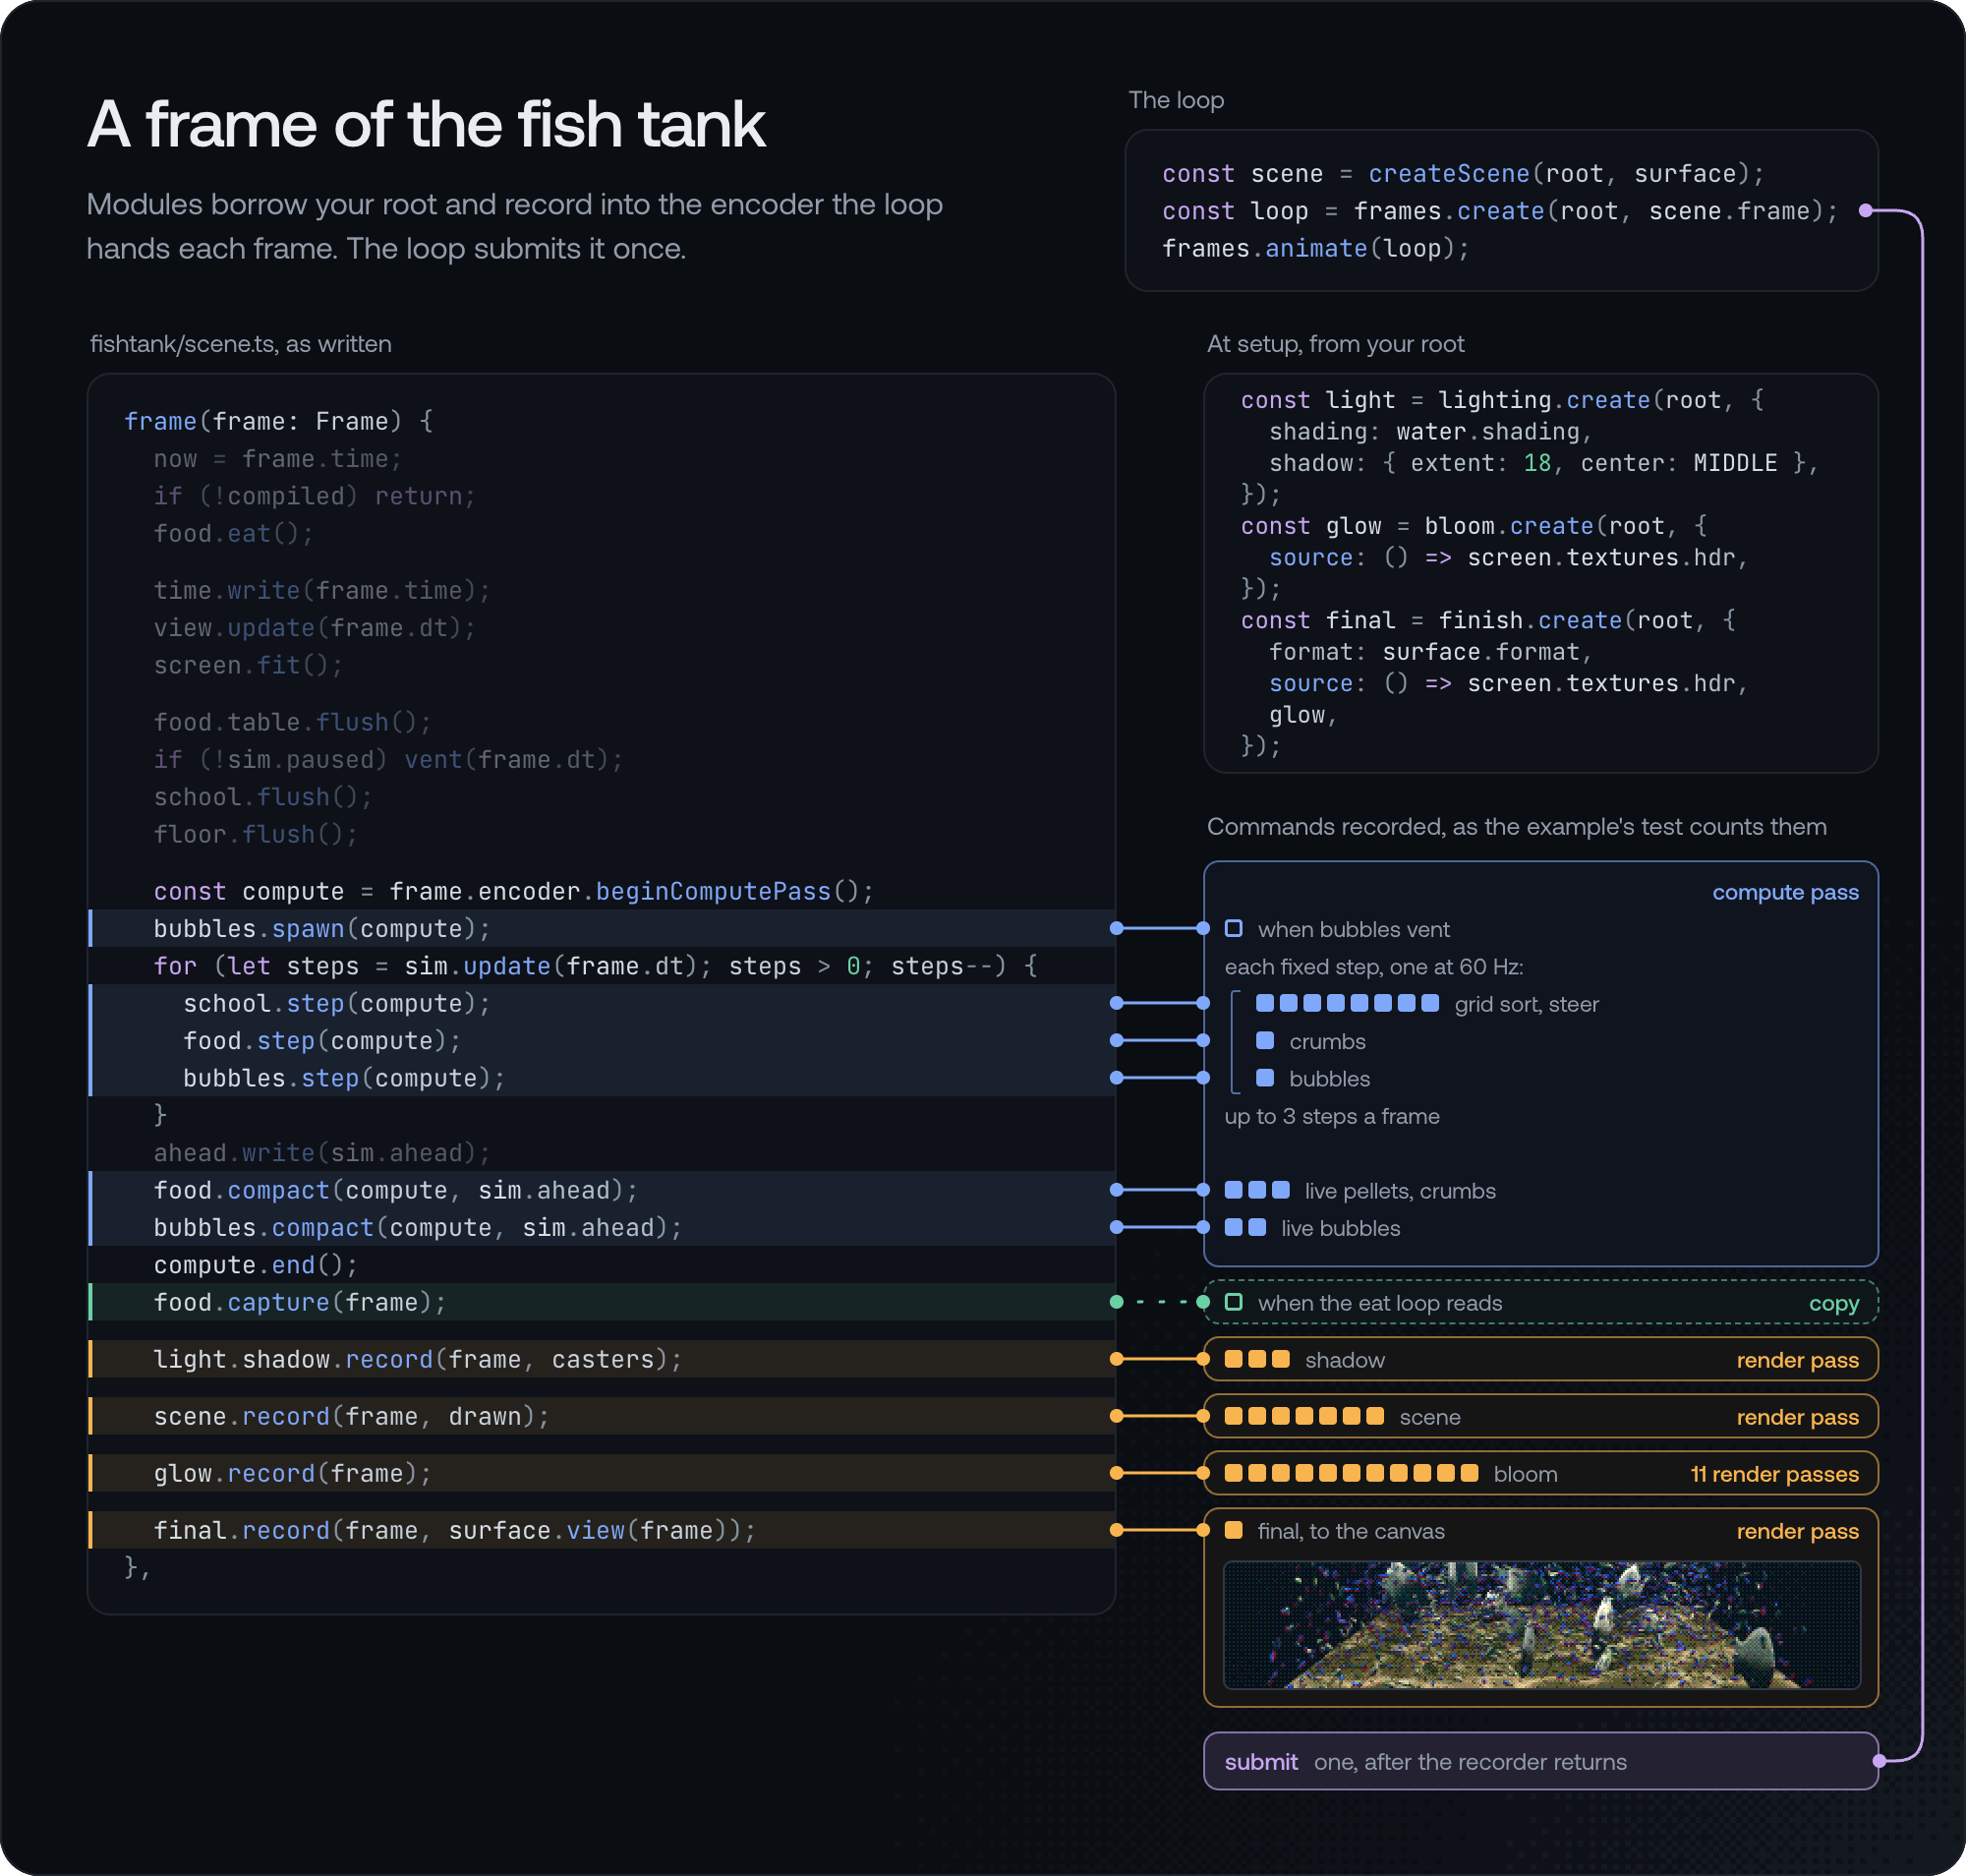 A frame of the fish tank
Modules borrow your root and record into the encoder the loop
hands each frame. The loop submits it once.
The loop
const scene = createScene(root, surface);
const loop = frames.create(root, scene.frame);
frames.animate(loop);
fishtank/scene.ts, as written
frame(frame: Frame) {
  now = frame.time;
  if (!compiled) return;
  food.eat();
  time.write(frame.time);
  view.update(frame.dt);
  screen.fit();
  food.table.flush();
  if (!sim.paused) vent(frame.dt);
  school.flush();
  floor.flush();
  const compute = frame.encoder.beginComputePass();
  bubbles.spawn(compute);
  for (let steps = sim.update(frame.dt); steps > 0; steps--) {
    school.step(compute);
    food.step(compute);
    bubbles.step(compute);
  }
  ahead.write(sim.ahead);
  food.compact(compute, sim.ahead);
  bubbles.compact(compute, sim.ahead);
  compute.end();
  food.capture(frame);
  light.shadow.record(frame, casters);
  scene.record(frame, drawn);
  glow.record(frame);
  final.record(frame, surface.view(frame));
},
At setup, from your root
const light = lighting.create(root, {
  shading: water.shading,
  shadow: { extent: 18, center: MIDDLE },
});
const glow = bloom.create(root, {
  source: () => screen.textures.hdr,
});
const final = finish.create(root, {
  format: surface.format,
  source: () => screen.textures.hdr,
  glow,
});
Commands recorded, as the example's test counts them
compute pass
when bubbles vent
each fixed step, one at 60 Hz:
grid sort, steer
crumbs
bubbles
up to 3 steps a frame
live pellets, crumbs
live bubbles
when the eat loop reads copy
shadow render pass
scene render pass
bloom 11 render passes
final, to the canvas render pass
submit one, after the recorder returns